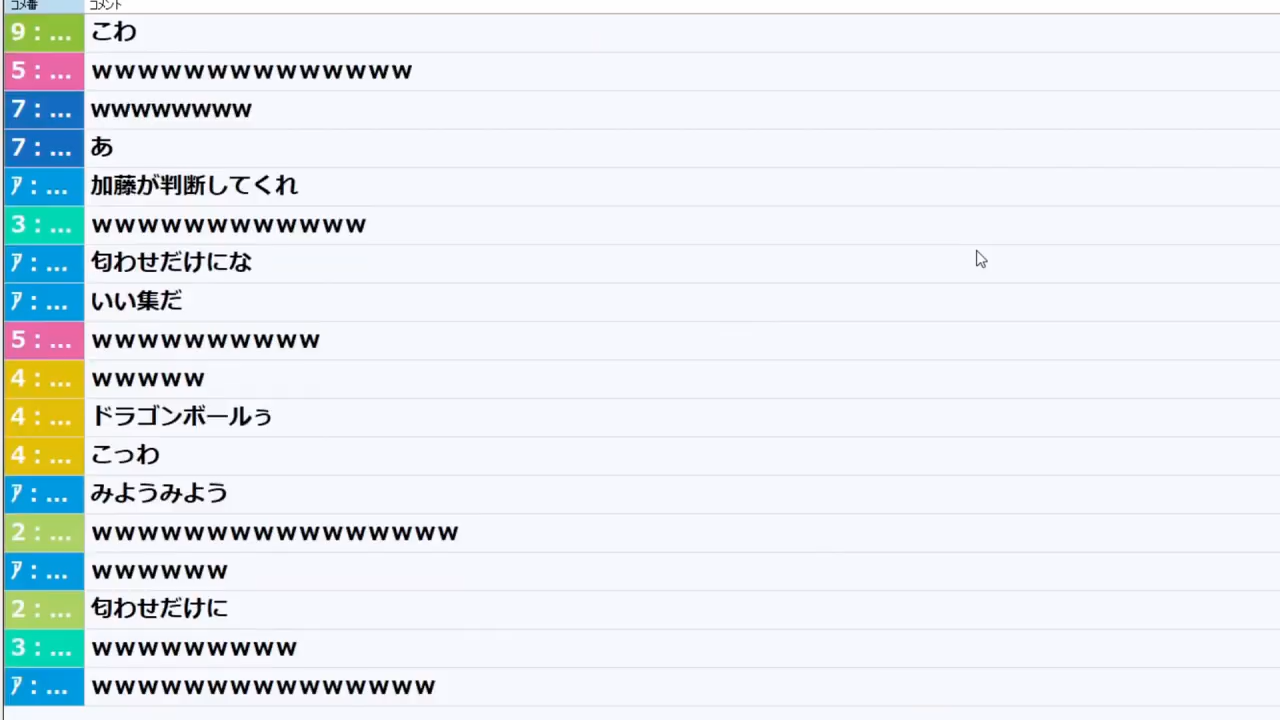 コメ番 コメント
9：... こわ
5：... ｗｗｗｗｗｗｗｗｗｗｗｗｗｗ
7：... wwwwwwww
7：... あ
ｱ：... 加藤が判断してくれ
3：... ｗｗｗｗｗｗｗｗｗｗｗｗ
ｱ：... 匂わせだけにな
ｱ：... いい集だ
5：... ｗｗｗｗｗｗｗｗｗｗ
4：... ｗｗｗｗｗ
4：... ドラゴンボールぅ
4：... こっわ
ｱ：... みようみよう
2：... ｗｗｗｗｗｗｗｗｗｗｗｗｗｗｗｗ
ｱ：... ｗｗｗｗｗｗ
2：... 匂わせだけに
3：... ｗｗｗｗｗｗｗｗｗ
ｱ：... ｗｗｗｗｗｗｗｗｗｗｗｗｗｗｗ